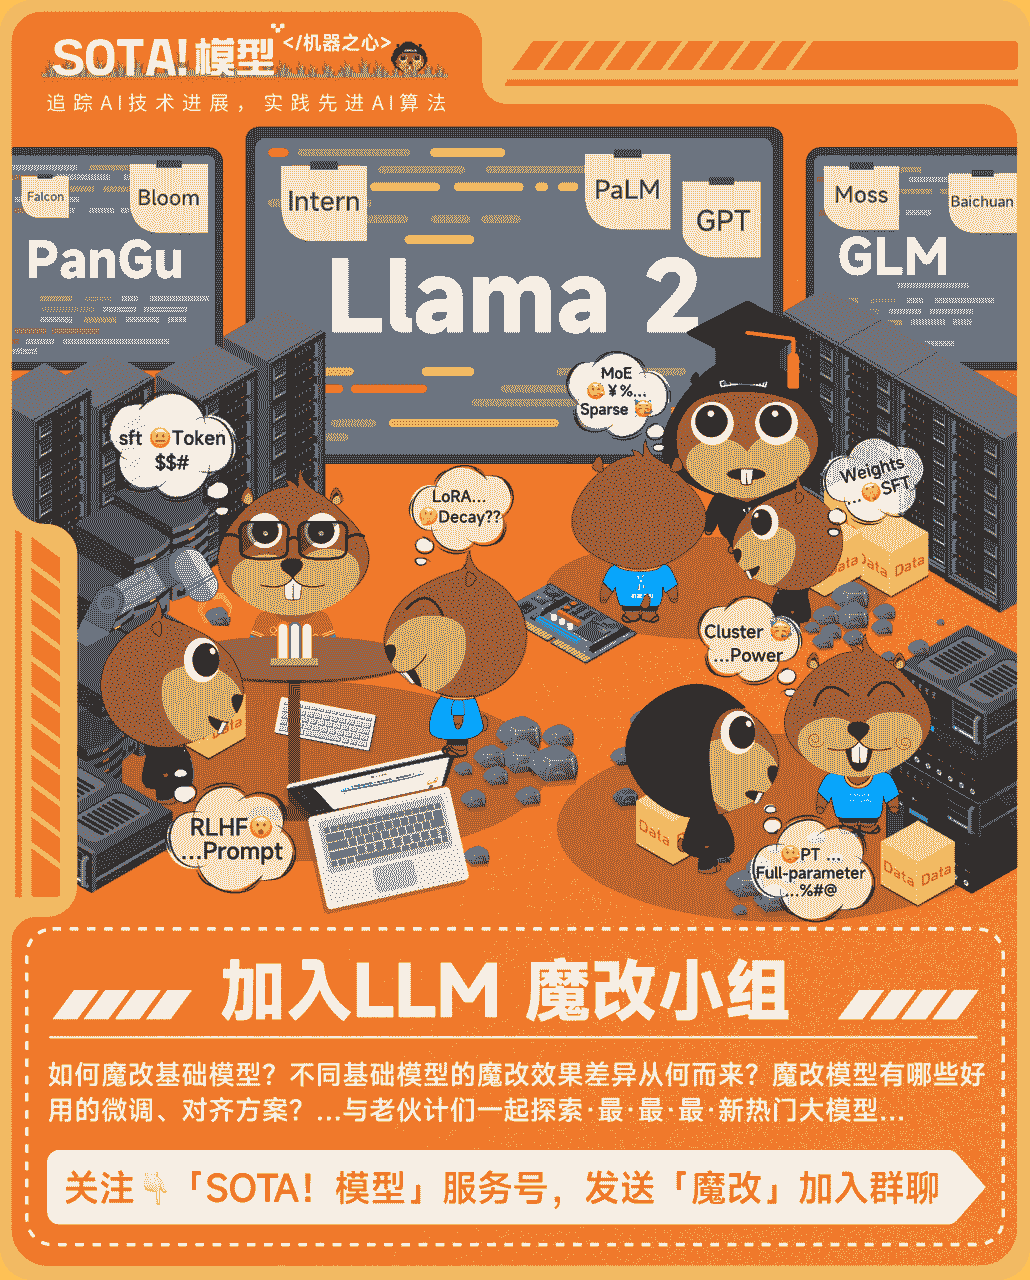 SOTA!模型</机器之心>
追踪AI技术进展，实践先进AI算法
Falcon
Bloom
PanGu
Intern
PaLM
GPT
Llama 2
Moss
Baichuan
GLM
MoE
¥%...
Sparse
sft 😐Token
$$#
LoRA...
🤔Decay??
Weights
...🤔SFT
Data
Data
Cluster 🥳
...Power
Data
RLHF😮
...Prompt
Data
PT ...
Full-parameter
...%#@
Data Data
加入LLM 魔改小组
如何魔改基础模型？不同基础模型的魔改效果差异从何而来？魔改模型有哪些好
用的微调、对齐方案？...与老伙计们一起探索·最·最·最·新热门大模型...
关注👇「SOTA！模型」服务号，发送「魔改」加入群聊